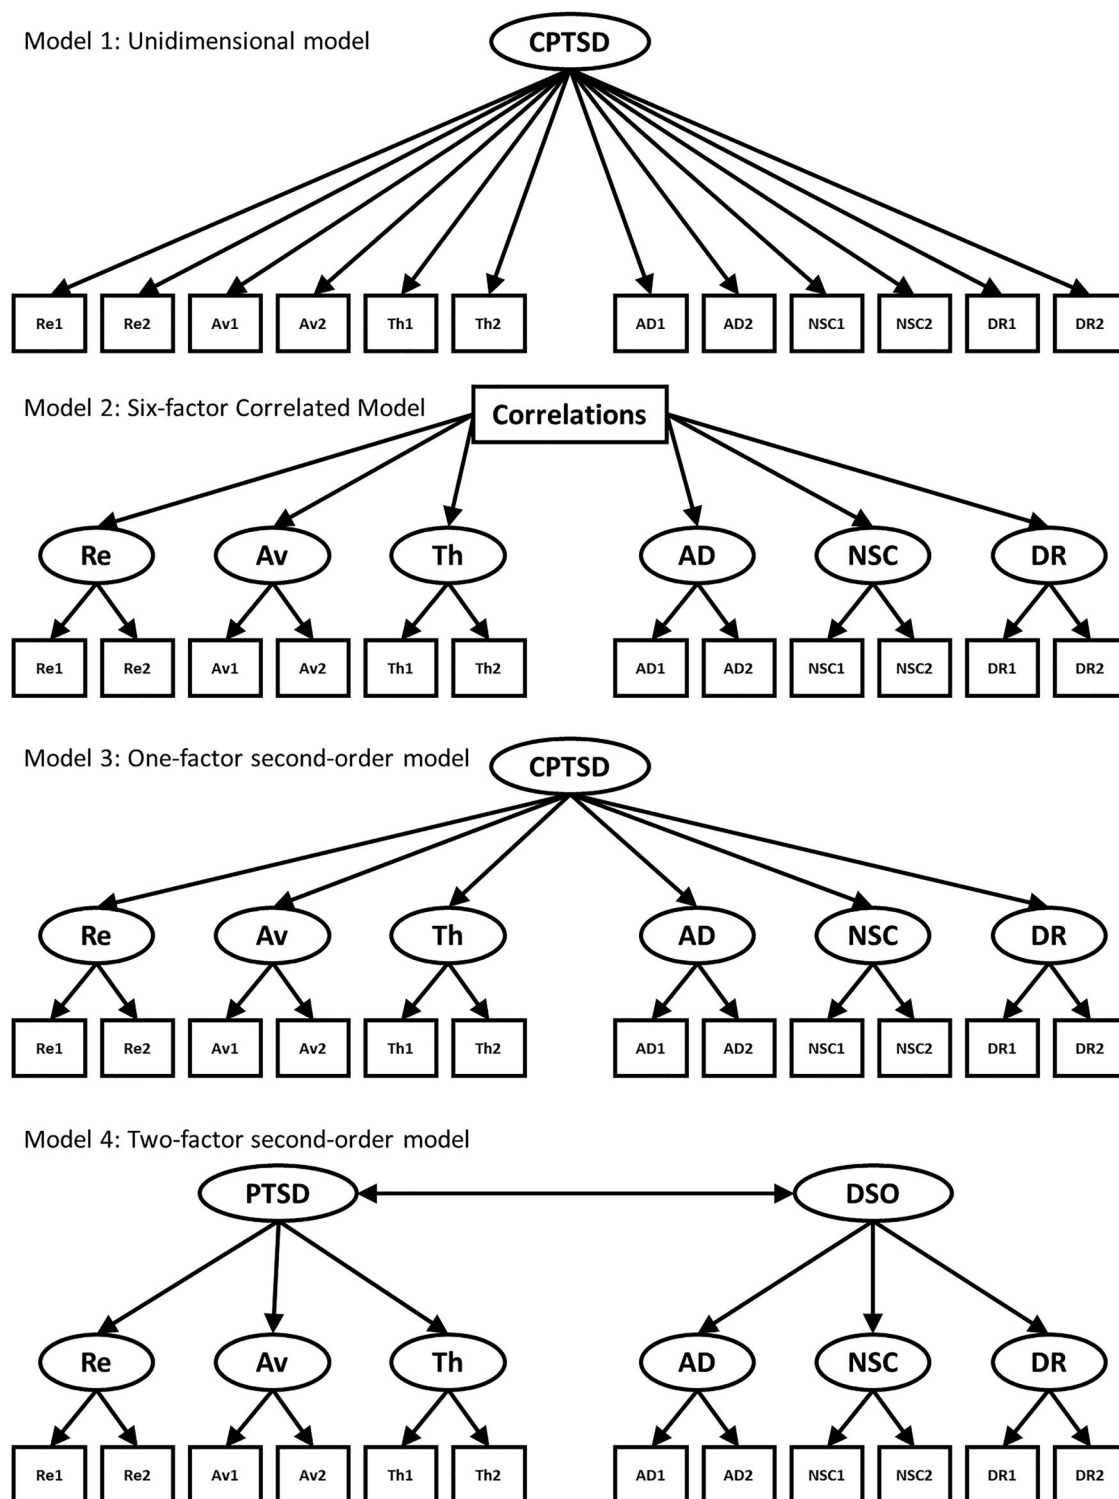 Model 1: Unidimensional model
CPTSD
Re1 Re2 Av1 Av2 Th1 Th2 AD1 AD2 NSC1 NSC2 DR1 DR2
Model 2: Six-factor Correlated Model
Correlations
Re Av Th AD NSC DR
Re1 Re2 Av1 Av2 Th1 Th2 AD1 AD2 NSC1 NSC2 DR1 DR2
Model 3: One-factor second-order model
CPTSD
Re Av Th AD NSC DR
Re1 Re2 Av1 Av2 Th1 Th2 AD1 AD2 NSC1 NSC2 DR1 DR2
Model 4: Two-factor second-order model
PTSD DSO
Re Av Th AD NSC DR
Re1 Re2 Av1 Av2 Th1 Th2 AD1 AD2 NSC1 NSC2 DR1 DR2